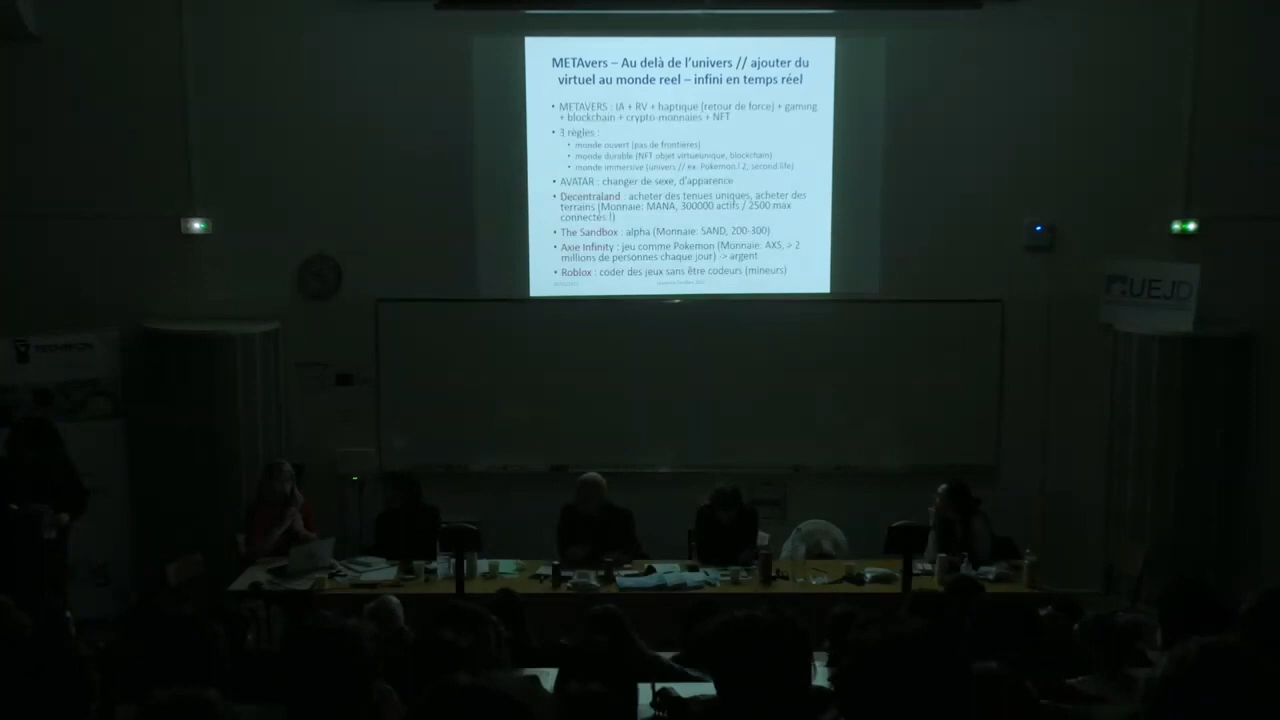 METAvers – Au delà de l'univers // ajouter du
virtuel au monde reel – infini en temps réel
• METAVERS : IA + RV + haptique (retour de force) + gaming
+ blockchain + crypto-monnaies + NFT
• 3 règles :
• monde ouvert (pas de frontieres)
• monde durable (NFT objet virtuelunique, blockchain)
• monde immersive (univers // ex: Pokemon.l 2, second life)
• AVATAR : changer de sexe, d'apparence
• Decentraland : acheter des tenues uniques, acheter des
terrains (Monnaie: MANA, 300000 actifs / 2500 max
connectés !)
• The Sandbox : alpha (Monnaie: SAND, 200-300)
• Axie Infinity : jeu comme Pokemon (Monnaie: AXS, > 2
millions de personnes chaque jour) -> argent
• Roblox : coder des jeux sans être codeurs (mineurs)
UEJD